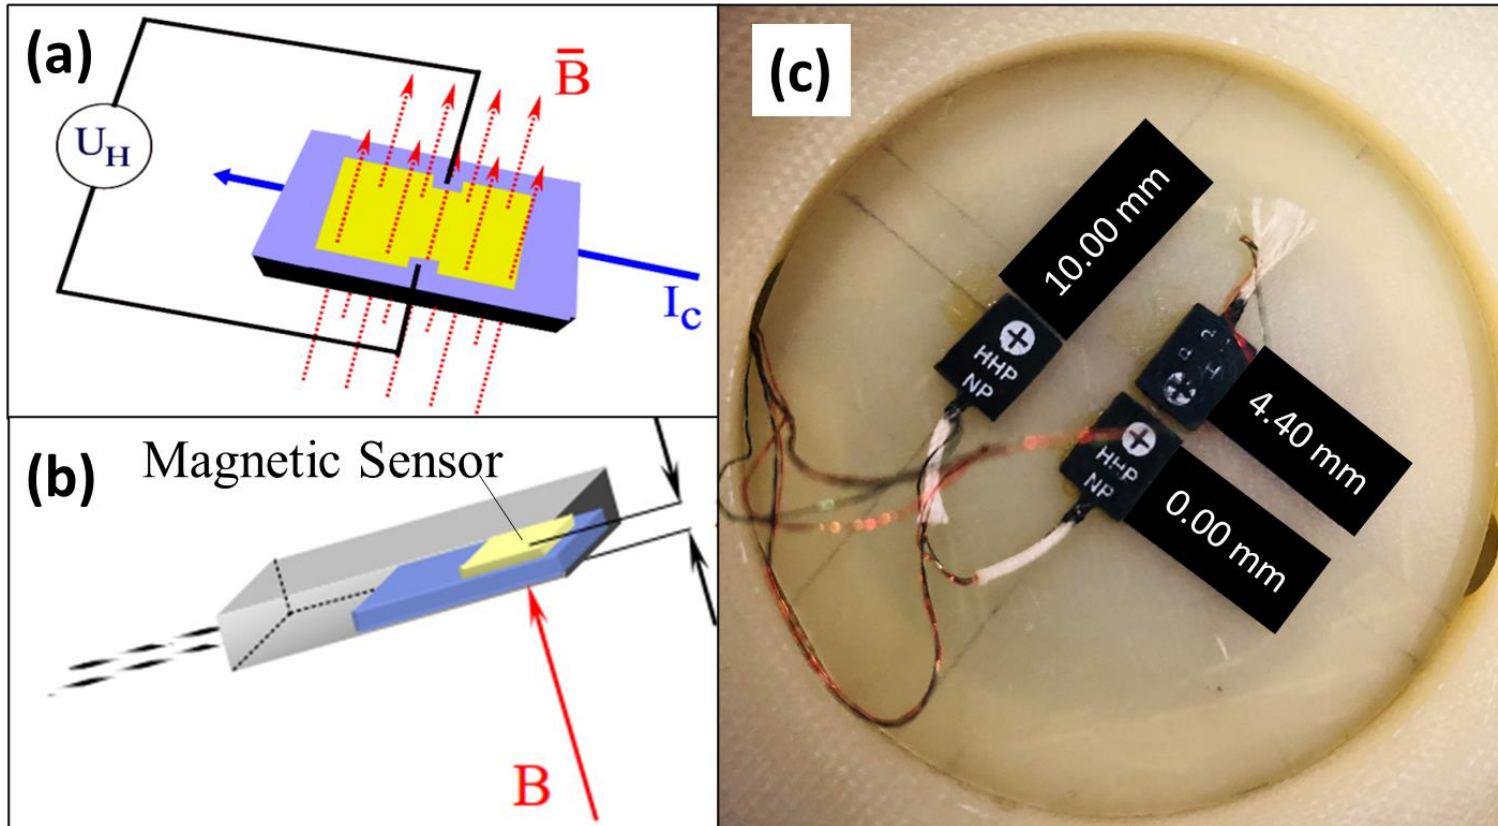 (a)
B̄
U_H
I_c
(b)
Magnetic Sensor
B
(c)
10.00 mm
HHP
NP
4.40 mm
HHP
NP
0.00 mm